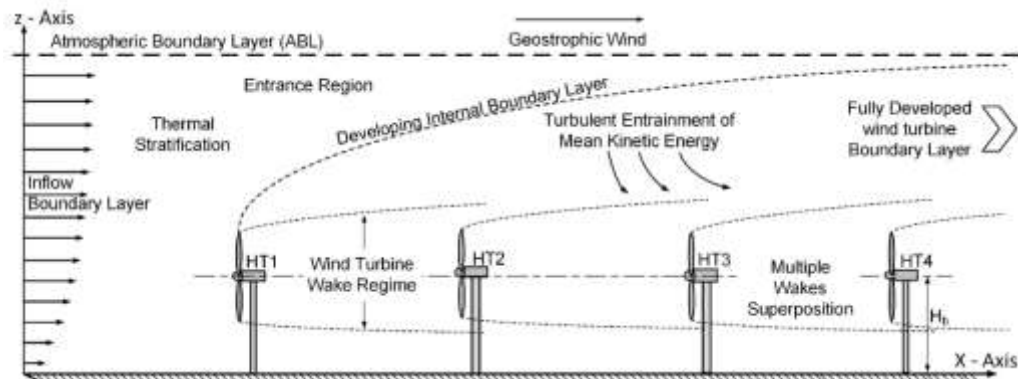 z - Axis
Atmospheric Boundary Layer (ABL)
Geostrophic Wind
Entrance Region
Thermal
Stratification
Developing Internal Boundary Layer
Turbulent Entrainment of
Mean Kinetic Energy
Fully Developed
wind turbine
Boundary Layer
Inflow
Boundary Layer
HT1
Wind Turbine
Wake Regime
HT2
HT3
Multiple
Wakes
Superposition
HT4
Hh
X - Axis